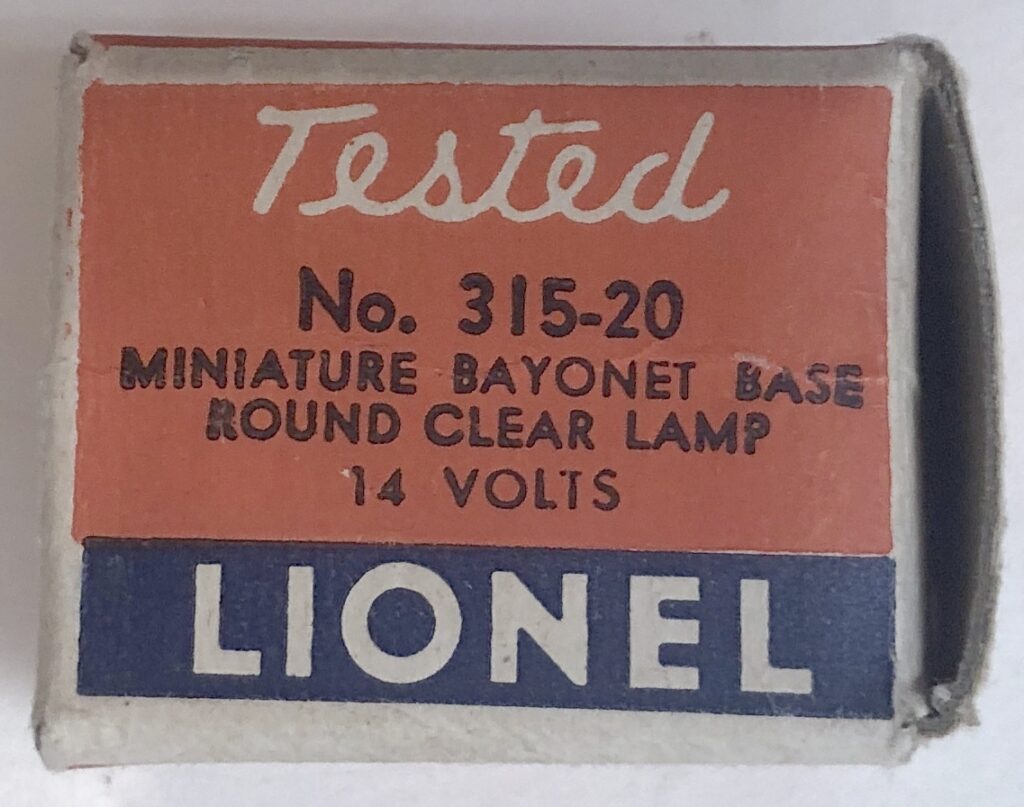 Tested
No. 315-20
MINIATURE BAYONET BASE
ROUND CLEAR LAMP
14 VOLTS
LIONEL